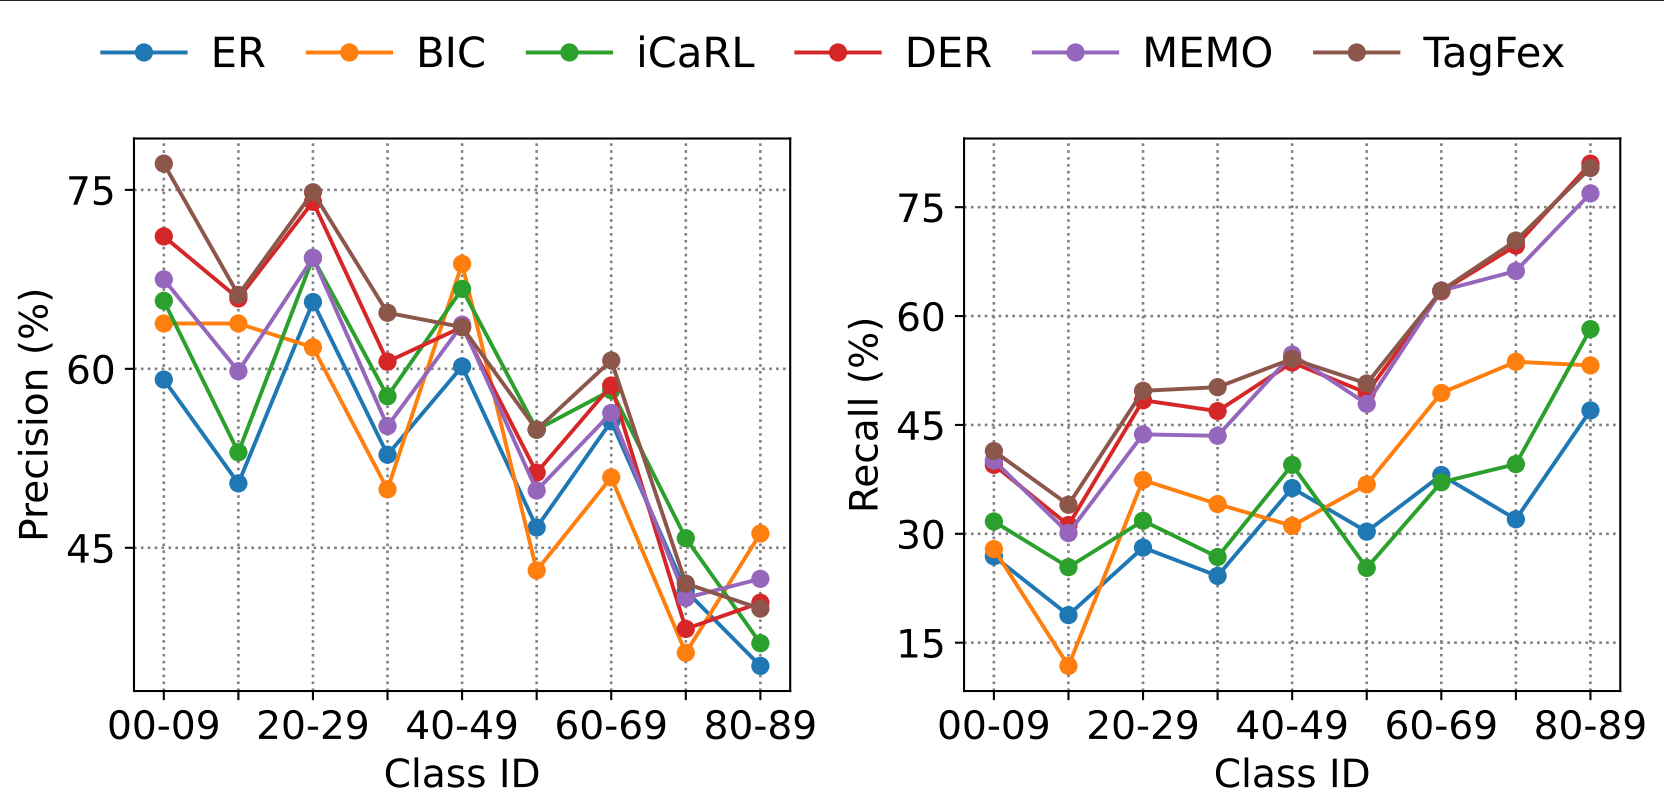 ER BIC iCaRL DER MEMO TagFex
Precision (%)
75
60
45
00-09 20-29 40-49 60-69 80-89
Class ID
Recall (%)
75
60
45
30
15
00-09 20-29 40-49 60-69 80-89
Class ID